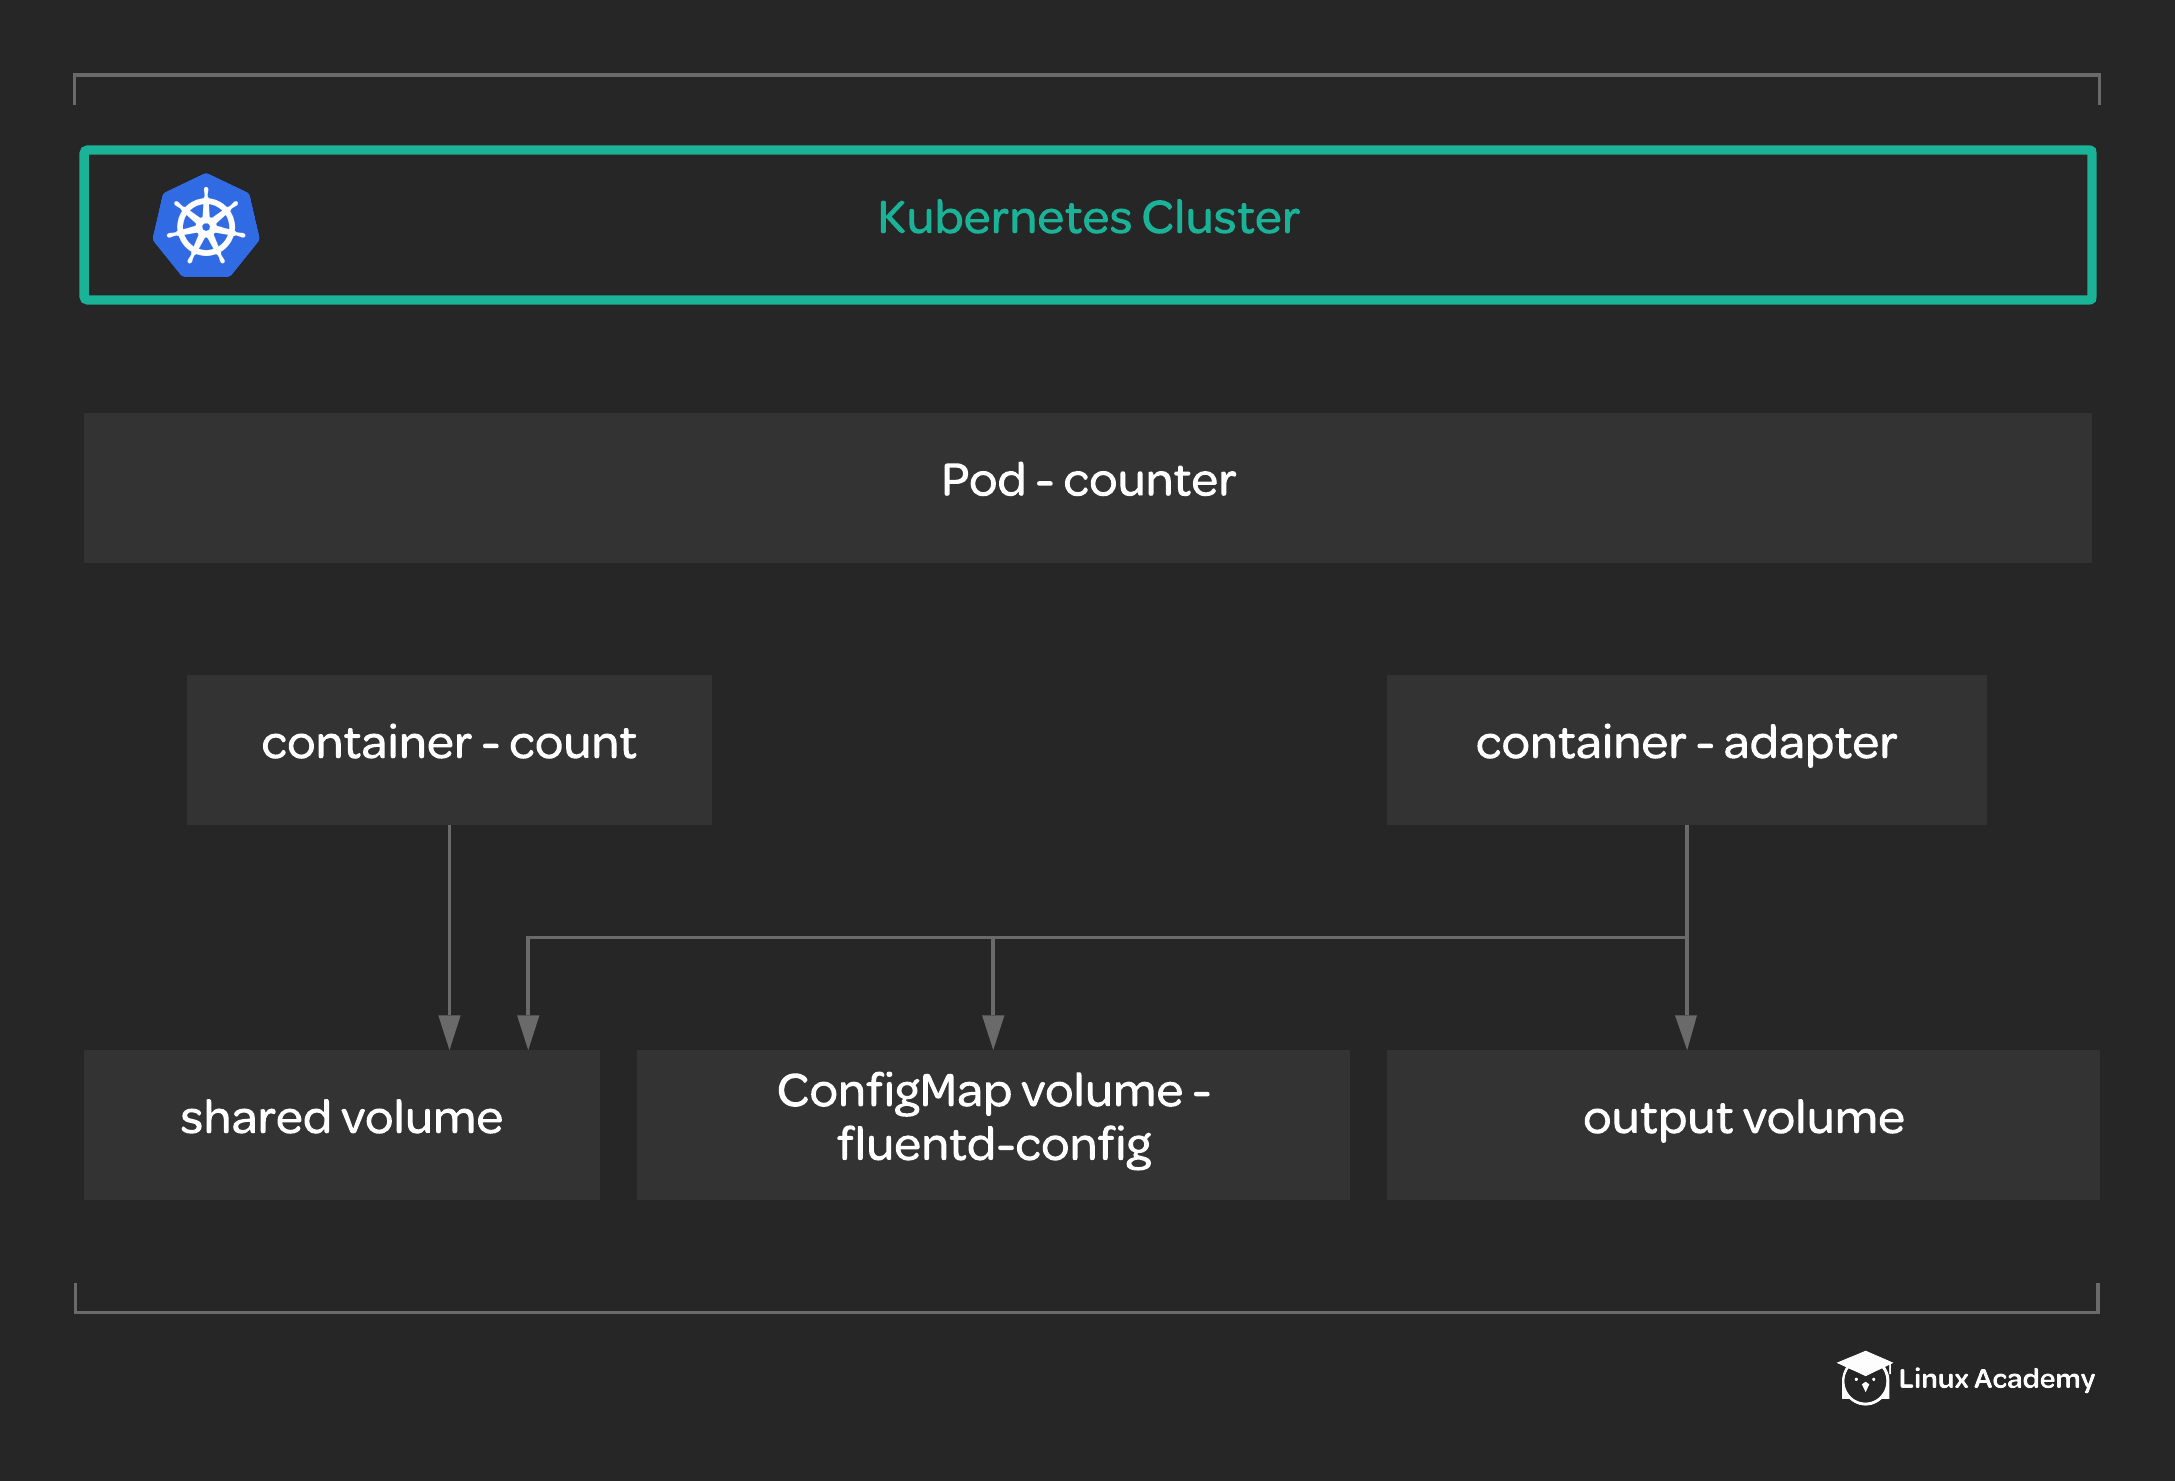 Kubernetes Cluster
Pod - counter
container - count
container - adapter
shared volume
ConfigMap volume -
fluentd-config
output volume
Linux Academy